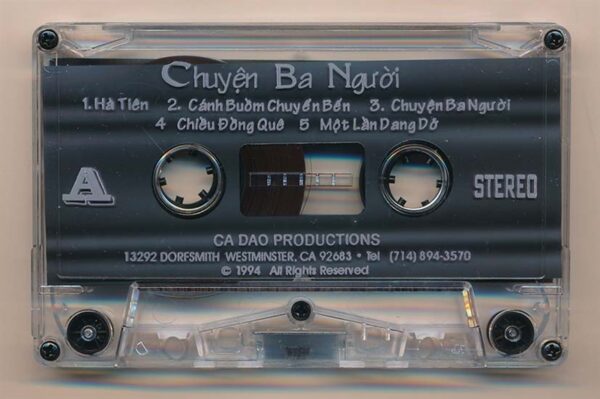 Chuyện Ba Người
1. Hà Tiên 2. Cánh Buồm Chuyển Bến 3. Chuyện Ba Người
4 Chiều Đồng Quê 5 Một Lần Dang Dở
A
STEREO
CA DAO PRODUCTIONS
13292 DORFSMITH WESTMINSTER, CA 92683 • Tel (714) 894-3570
© 1994 All Rights Reserved